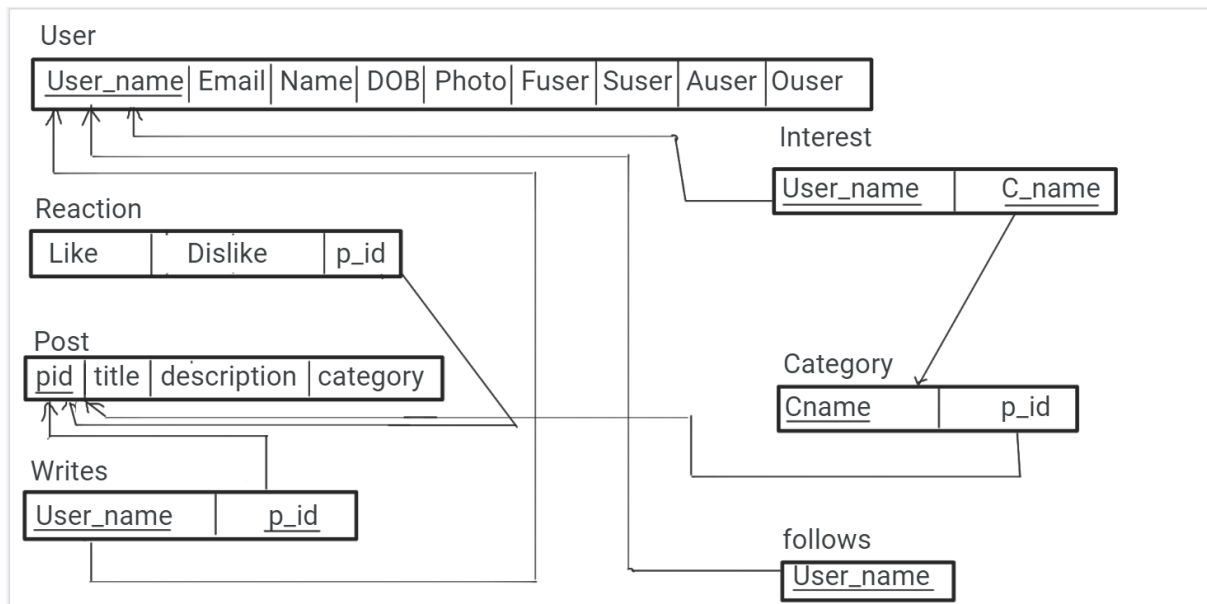 User
User_name Email Name DOB Photo Fuser Suser Auser Ouser
Interest
User_name C_name
Reaction
Like Dislike p_id
Post
pid title description category
Category
Cname p_id
Writes
User_name p_id
follows
User_name